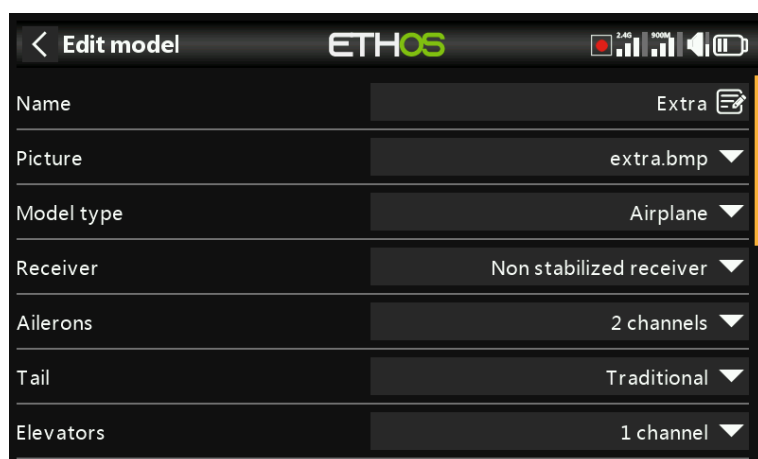 Edit model
ETHOS
2.4G 900M
Name Extra
Picture extra.bmp
Model type Airplane
Receiver Non stabilized receiver
Ailerons 2 channels
Tail Traditional
Elevators 1 channel